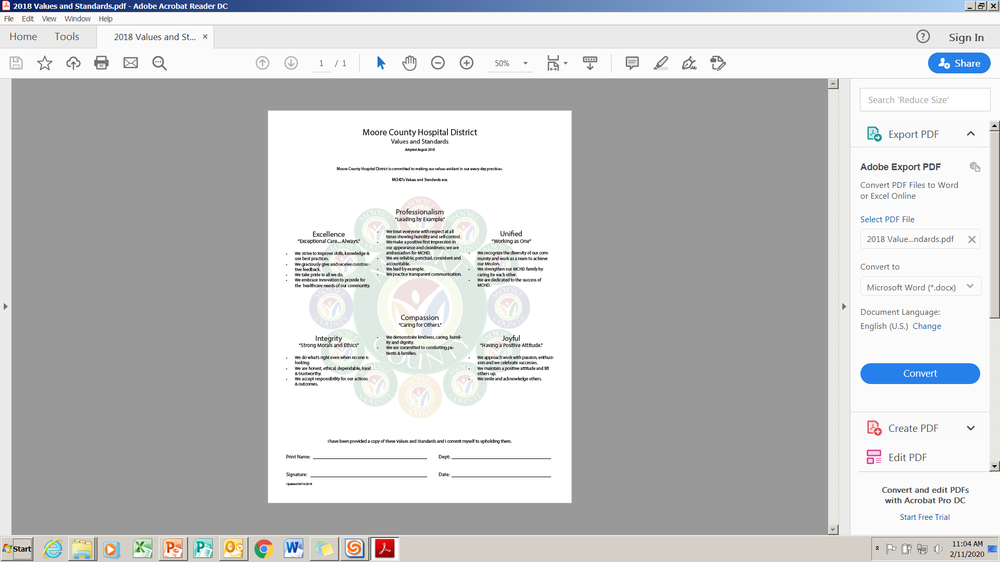 2018 Values and Standards.pdf - Adobe Acrobat Reader DC
File Edit View Window Help
Home Tools 2018 Values and St... ×
? Sign In
1 / 1 50% Share
Search 'Reduce Size'
Export PDF
Adobe Export PDF
Convert PDF Files to Word
or Excel Online
Select PDF File
2018 Value...ndards.pdf
Convert to
Microsoft Word (*.docx)
Document Language:
English (U.S.) Change
Convert
Create PDF
Edit PDF
Convert and edit PDFs
with Acrobat Pro DC
Start Free Trial
Moore County Hospital District
Values and Standards
Adopted August 2018
Moore County Hospital District is committed to making our values evident in our every day practices.
MCHD's Values and Standards are:
Professionalism
"Leading by Example."
• We treat everyone with respect at all
times showing humility and self-control.
• We make a positive first impression in
our appearance and cleanliness; we are
ambassadors for MCHD.
• We are reliable, punctual, consistent and
accountable.
• We lead by example.
• We practice transparent communication.
Excellence
"Exceptional Care... Always."
• We strive to improve skills, knowledge &
use best practices.
• We graciously give and receive construc-
tive feedback.
• We take pride in all we do.
• We embrace innovation to provide for
the healthcare needs of our community.
Unified
"Working as One"
• We recognize the diversity of our com-
munity and work as a team to achieve
our Mission.
• We strengthen our MCHD family by
caring for each other.
• We are dedicated to the success of
MCHD.
Compassion
"Caring for Others."
• We demonstrate kindness, caring, humil-
ity and dignity.
• We are committed to comforting pa-
tients & families.
Integrity
"Strong Morals and Ethics"
• We do what's right even when no one is
looking.
• We are honest, ethical, dependable, loyal
& trustworthy.
• We accept responsibility for our actions
& outcomes.
Joyful
"Having a Positive Attitude."
• We approach work with passion, enthusi-
asm and we celebrate successes.
• We maintain a positive attitude and lift
others up.
• We smile and acknowledge others.
MOORE COUNTY
I have been provided a copy of these Values and Standards and I commit myself to upholding them.
Print Name: Dept:
Signature: Date:
Updated 08/16/2018
Start
11:04 AM
2/11/2020